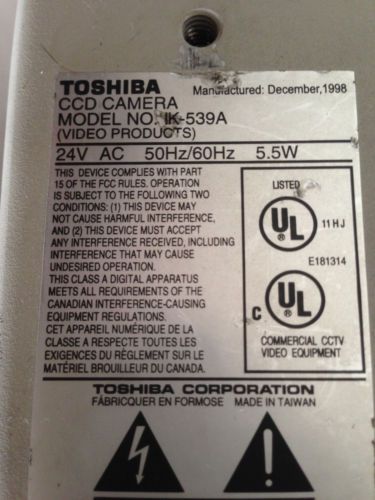 TOSHIBA Manufactured: December,1998
CCD CAMERA
MODEL NO. IK-539A
(VIDEO PRODUCTS)
24V AC 50Hz/60Hz 5.5W
THIS DEVICE COMPLIES WITH PART
15 OF THE FCC RULES. OPERATION
IS SUBJECT TO THE FOLLOWING TWO
CONDITIONS: (1) THIS DEVICE MAY
NOT CAUSE HARMFUL INTERFERENCE,
AND (2) THIS DEVICE MUST ACCEPT
ANY INTERFERENCE RECEIVED, INCLUDING
INTERFERENCE THAT MAY CAUSE
UNDESIRED OPERATION.
THIS CLASS A DIGITAL APPARATUS
MEETS ALL REQUIREMENTS OF THE
CANADIAN INTERFERENCE-CAUSING
EQUIPMENT REGULATIONS.
CET APPAREIL NUMÉRIQUE DE LA
CLASSE A RESPECTE TOUTES LES
EXIGENCES DU RÈGLEMENT SUR LE
MATÉRIEL BROUILLEUR DU CANADA.
LISTED
UL ® 11HJ
E181314
C UL ®
COMMERCIAL CCTV
VIDEO EQUIPMENT
TOSHIBA CORPORATION
FÁBRICQUER EN FORMOSE MADE IN TAIWAN